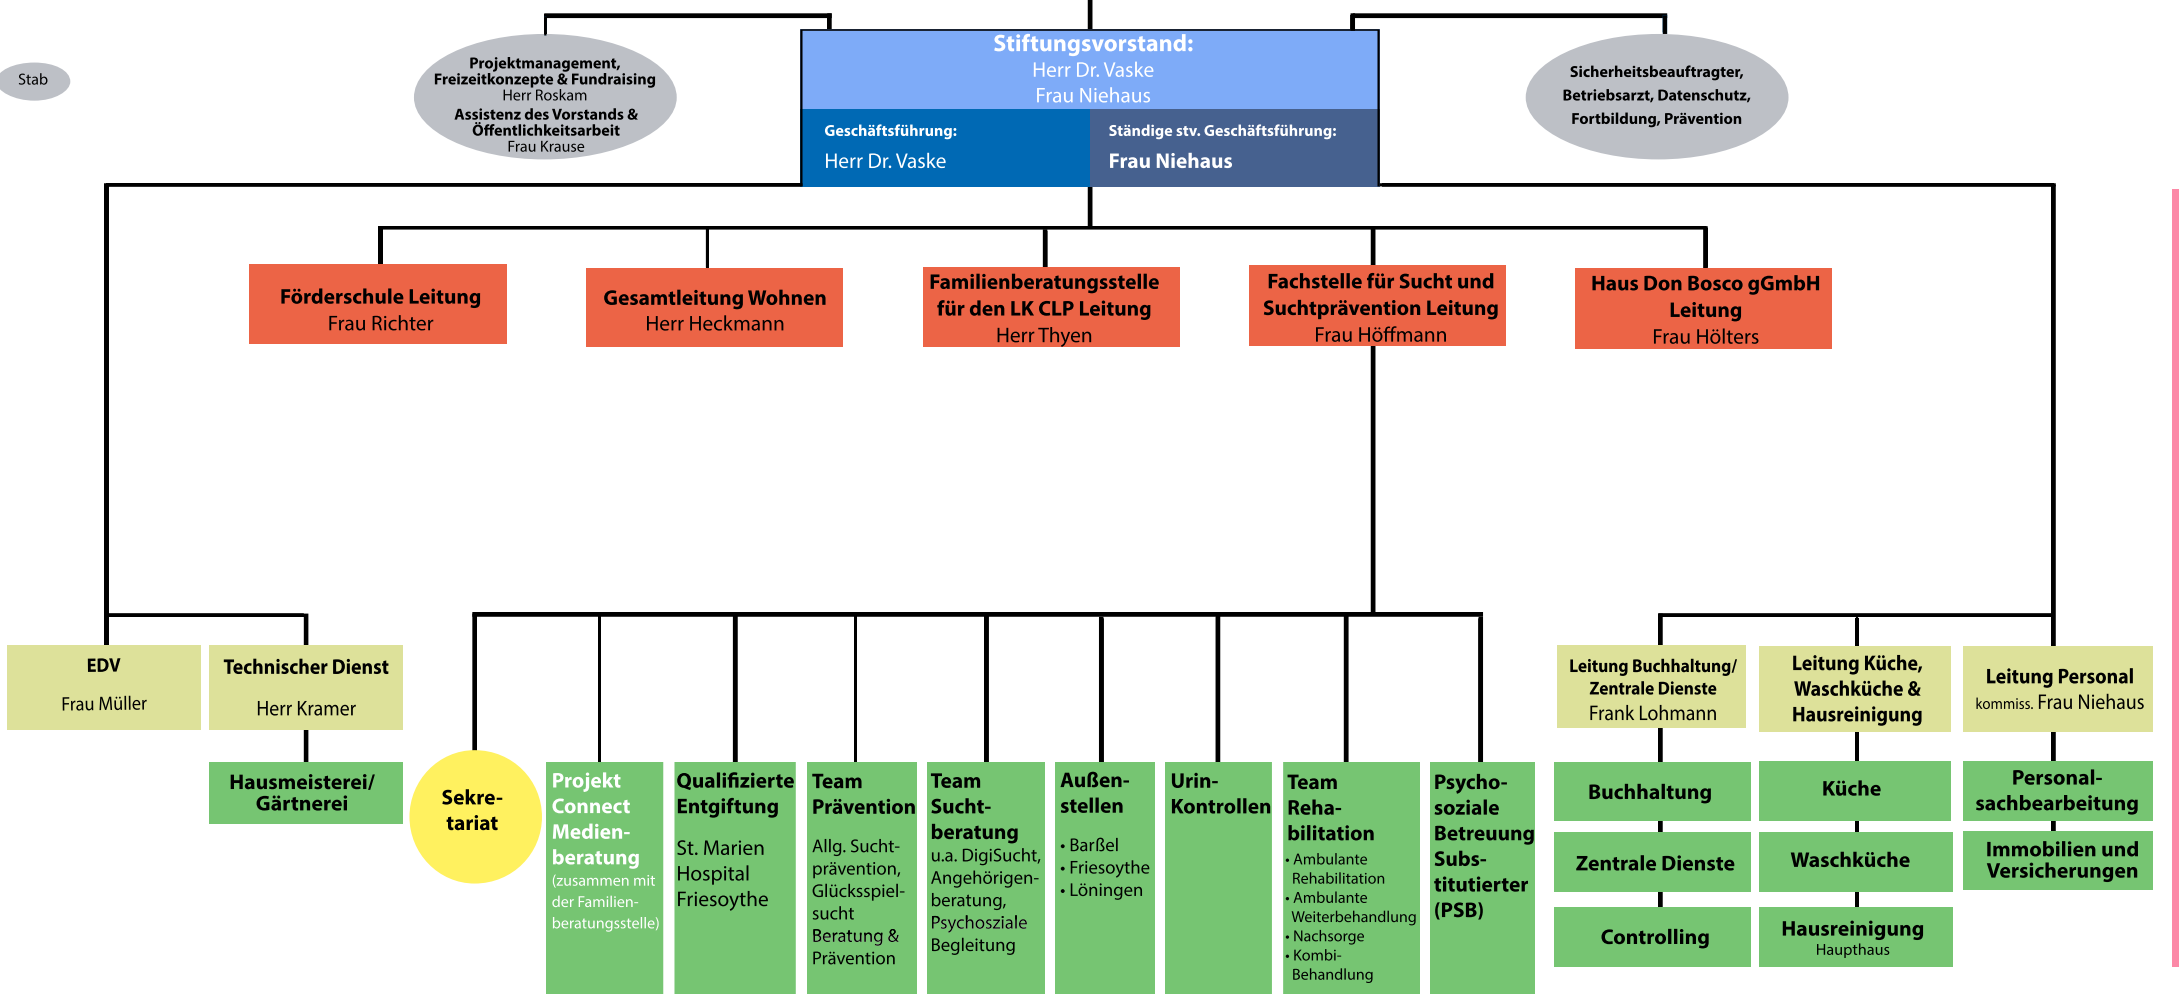 Stab
Projektmanagement,
Freizeitkonzepte & Fundraising
Herr Roskam
Assistenz des Vorstands &
Öffentlichkeitsarbeit
Frau Krause
Stiftungsvorstand:
Herr Dr. Vaske
Frau Niehaus
Geschäftsführung:
Herr Dr. Vaske
Ständige stv. Geschäftsführung:
Frau Niehaus
Sicherheitsbeauftragter,
Betriebsarzt, Datenschutz,
Fortbildung, Prävention
Förderschule Leitung
Frau Richter
Gesamtleitung Wohnen
Herr Heckmann
Familienberatungsstelle
für den LK CLP Leitung
Herr Thyen
Fachstelle für Sucht und
Suchtprävention Leitung
Frau Höffmann
Haus Don Bosco gGmbH
Leitung
Frau Hölters
EDV
Frau Müller
Technischer Dienst
Herr Kramer
Hausmeisterei/
Gärtnerei
Sekre-
tariat
Projekt
Connect
Medien-
beratung
(zusammen mit
der Familien-
beratungsstelle)
Qualifizierte
Entgiftung
St. Marien
Hospital
Friesoythe
Team
Prävention
Allg. Sucht-
prävention,
Glücksspiel-
sucht
Beratung &
Prävention
Team
Sucht-
beratung
u.a. DigiSucht,
Angehörigen-
beratung,
Psychosziale
Begleitung
Außen-
stellen
• Barßel
• Friesoythe
• Löningen
Urin-
Kontrollen
Team
Reha-
bilitation
• Ambulante
Rehabilitation
• Ambulante
Weiterbehandlung
• Nachsorge
• Kombi-
Behandlung
Psycho-
soziale
Betreuung
Subs-
titutierter
(PSB)
Leitung Buchhaltung/
Zentrale Dienste
Frank Lohmann
Buchhaltung
Zentrale Dienste
Controlling
Leitung Küche,
Waschküche &
Hausreinigung
Küche
Waschküche
Hausreinigung
Haupthaus
Leitung Personal
kommiss. Frau Niehaus
Personal-
sachbearbeitung
Immobilien und
Versicherungen